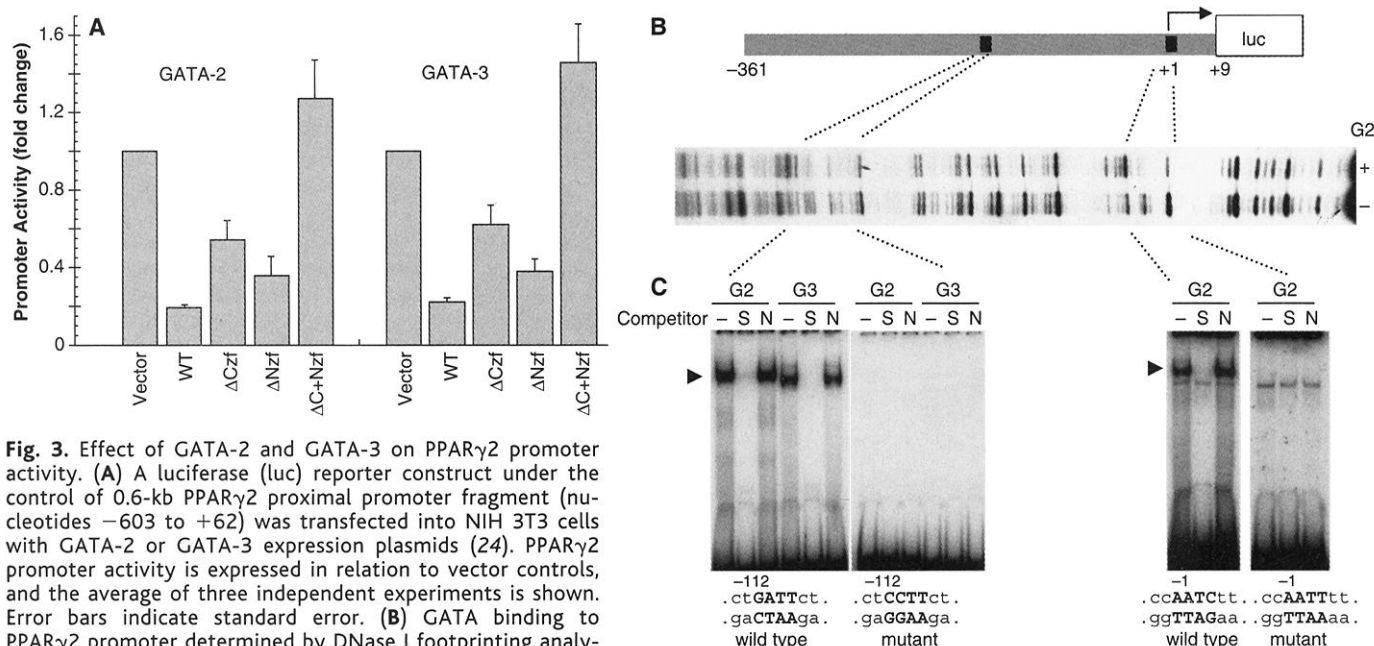 A
GATA-2
GATA-3
Promoter Activity (fold change)
1.6
1.2
0.8
0.4
0
Vector
WT
ΔCzf
ΔNzf
ΔC+Nzf
Vector
WT
ΔCzf
ΔNzf
ΔC+Nzf
Fig. 3. Effect of GATA-2 and GATA-3 on PPARγ2 promoter
activity. (A) A luciferase (luc) reporter construct under the
control of 0.6-kb PPARγ2 proximal promoter fragment (nu-
cleotides −603 to +62) was transfected into NIH 3T3 cells
with GATA-2 or GATA-3 expression plasmids (24). PPARγ2
promoter activity is expressed in relation to vector controls,
and the average of three independent experiments is shown.
Error bars indicate standard error. (B) GATA binding to
PPARγ2 promoter determined by DNase I footprinting analy-
B
luc
−361
+1
+9
G2
+
−
C
G2 G3 G2 G3
Competitor − S N − S N − S N − S N
G2 G2
− S N − S N
−112 −112
.ctGATTct. .ctCCTTct.
.gaCTAAga. .gaGGAAga.
wild type mutant
−1 −1
.ccAATCtt..ccAATTtt.
.ggTTAGaa..ggTTAAaa.
wild type mutant